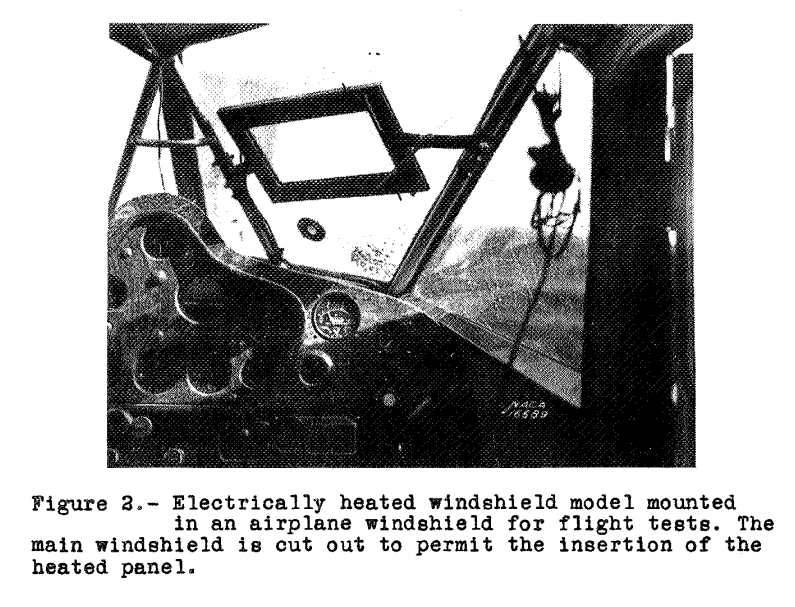 NACA
16559
Figure 2.- Electrically heated windshield model mounted
in an airplane windshield for flight tests. The
main windshield is cut out to permit the insertion of the
heated panel.